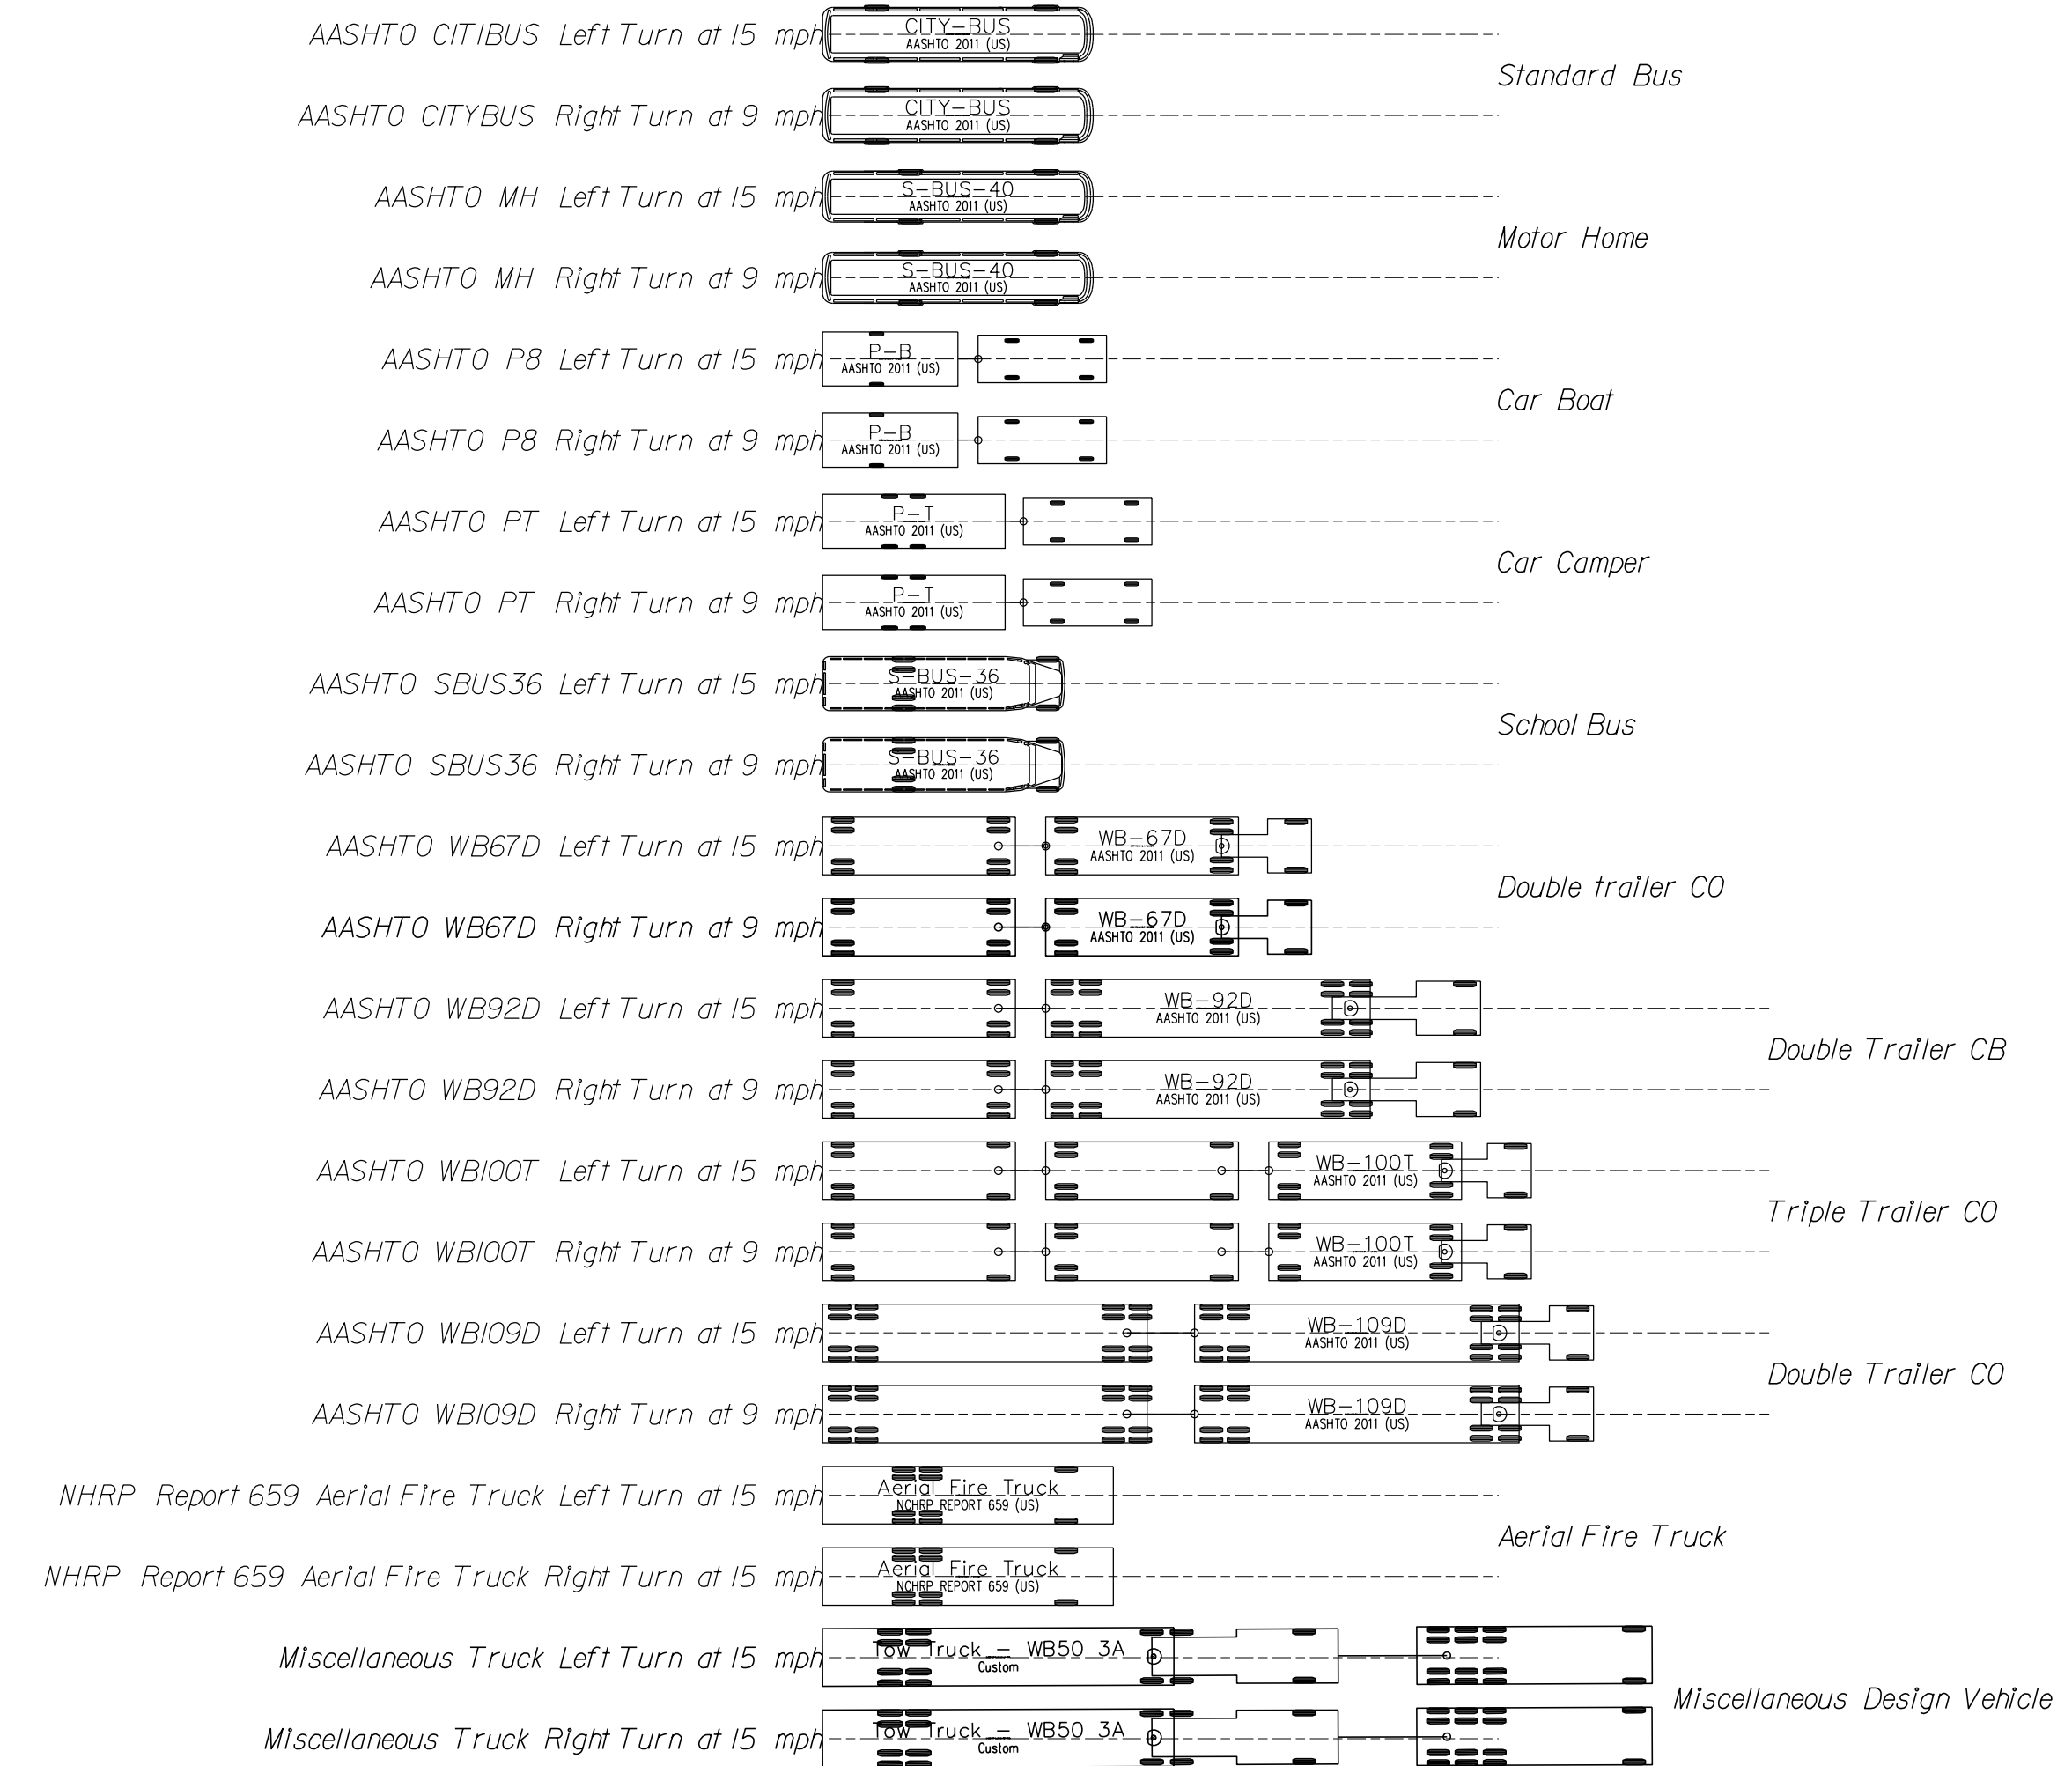 AASHTO CITIBUS Left Turn at 15 mph
CITY-BUS
AASHTO 2011 (US)
Standard Bus
AASHTO CITYBUS Right Turn at 9 mph
CITY-BUS
AASHTO 2011 (US)
AASHTO MH Left Turn at 15 mph
S-BUS-40
AASHTO 2011 (US)
Motor Home
AASHTO MH Right Turn at 9 mph
S-BUS-40
AASHTO 2011 (US)
AASHTO P8 Left Turn at 15 mph
P-B
AASHTO 2011 (US)
Car Boat
AASHTO P8 Right Turn at 9 mph
P-B
AASHTO 2011 (US)
AASHTO PT Left Turn at 15 mph
P-T
AASHTO 2011 (US)
Car Camper
AASHTO PT Right Turn at 9 mph
P-T
AASHTO 2011 (US)
AASHTO SBUS36 Left Turn at 15 mph
S-BUS-36
AASHTO 2011 (US)
School Bus
AASHTO SBUS36 Right Turn at 9 mph
S-BUS-36
AASHTO 2011 (US)
AASHTO WB67D Left Turn at 15 mph
WB-67D
AASHTO 2011 (US)
Double trailer CO
AASHTO WB67D Right Turn at 9 mph
WB-67D
AASHTO 2011 (US)
AASHTO WB92D Left Turn at 15 mph
WB-92D
AASHTO 2011 (US)
Double Trailer CB
AASHTO WB92D Right Turn at 9 mph
WB-92D
AASHTO 2011 (US)
AASHTO WB100T Left Turn at 15 mph
WB-100T
AASHTO 2011 (US)
Triple Trailer CO
AASHTO WB100T Right Turn at 9 mph
WB-100T
AASHTO 2011 (US)
AASHTO WB109D Left Turn at 15 mph
WB-109D
AASHTO 2011 (US)
Double Trailer CO
AASHTO WB109D Right Turn at 9 mph
WB-109D
AASHTO 2011 (US)
NHRP Report 659 Aerial Fire Truck Left Turn at 15 mph
Aerial Fire Truck
NCHRP REPORT 659 (US)
Aerial Fire Truck
NHRP Report 659 Aerial Fire Truck Right Turn at 15 mph
Aerial Fire Truck
NCHRP REPORT 659 (US)
Miscellaneous Truck Left Turn at 15 mph
Tow Truck - WB50 3A
Custom
Miscellaneous Design Vehicle
Miscellaneous Truck Right Turn at 15 mph
Tow Truck - WB50 3A
Custom